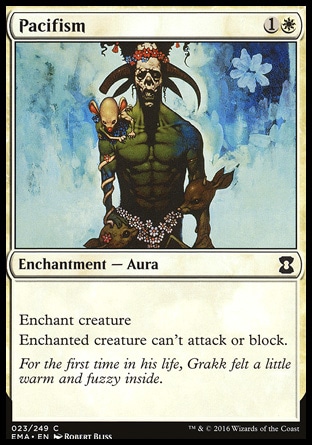 Pacifism 1
Enchantment — Aura
Enchant creature
Enchanted creature can't attack or block.
For the first time in his life, Grakk felt a little
warm and fuzzy inside.
023/249 C
EMA • EN Robert Bliss
™ & © 2016 Wizards of the Coast